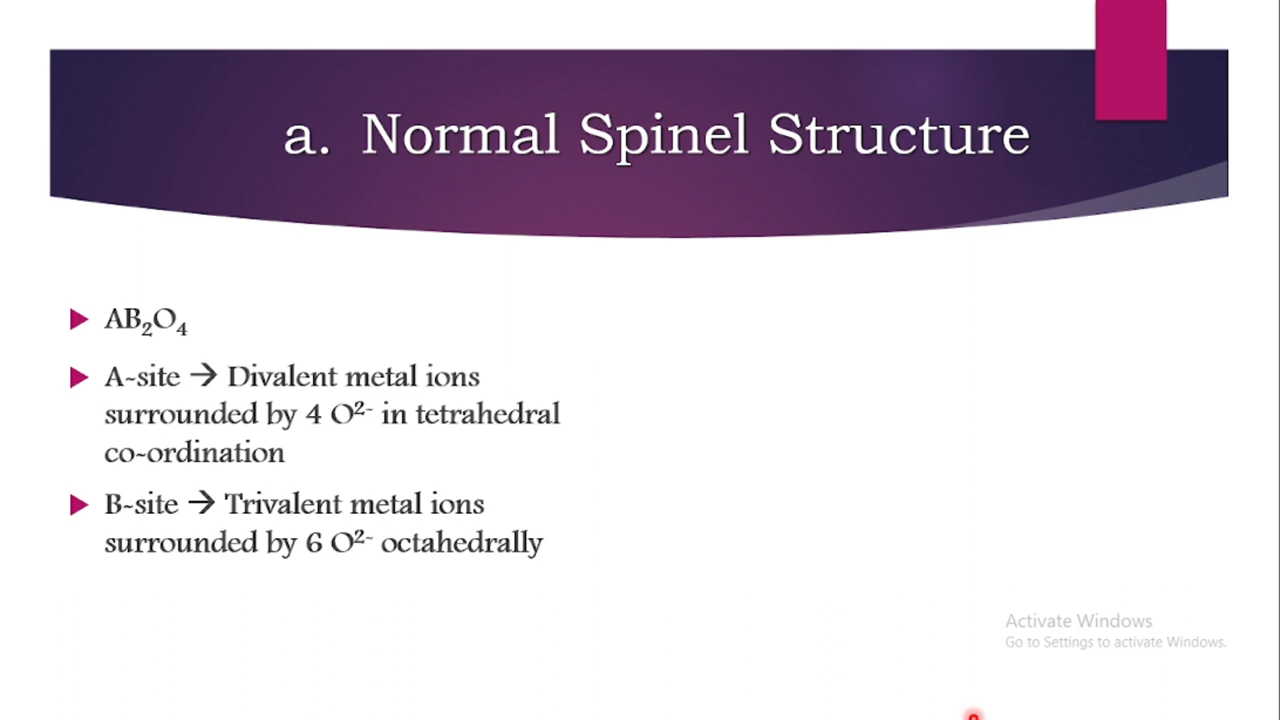 a. Normal Spinel Structure
AB₂O₄
A-site → Divalent metal ions
surrounded by 4 O²⁻ in tetrahedral
co-ordination
B-site → Trivalent metal ions
surrounded by 6 O²⁻ octahedrally
Activate Windows
Go to Settings to activate Windows.